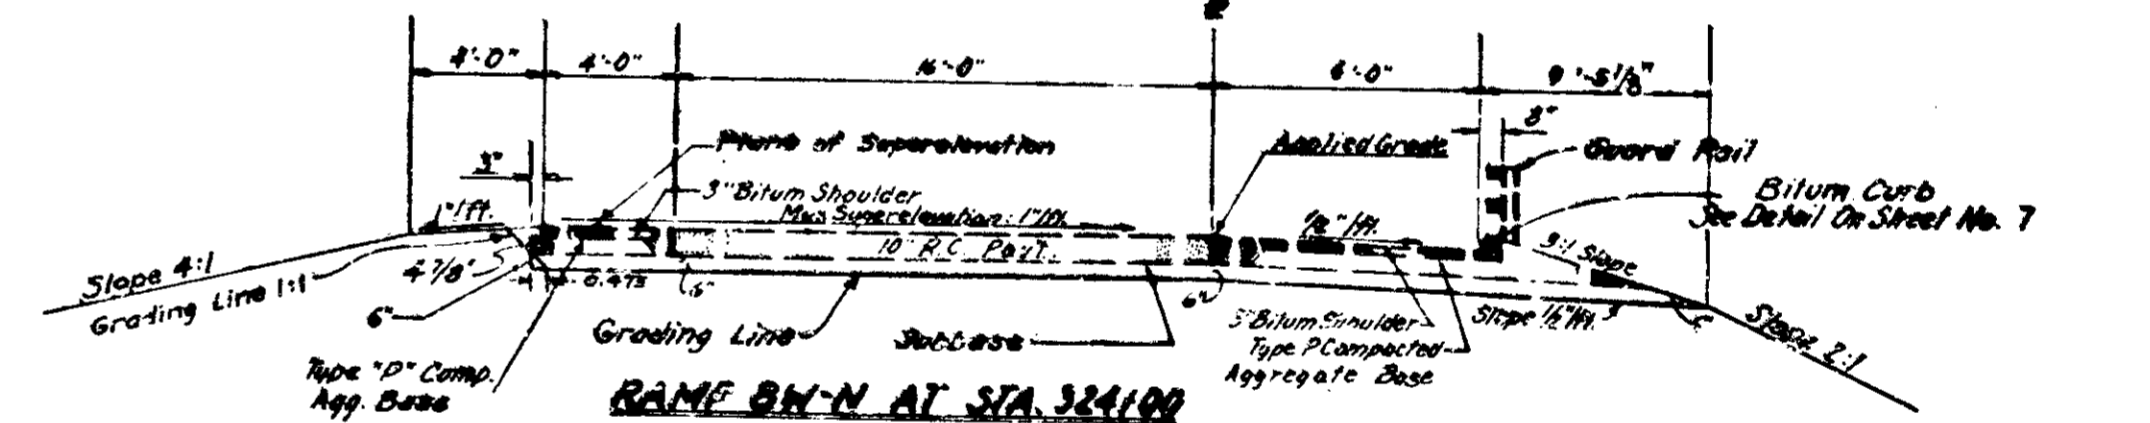 4'-0"
4'-0"
16'-0"
9'-5 1/8"
8"
3"
Plane of Superelevation
Applied Grade
Guard Rail
3" Bitum Shoulder
Bitum. Curb
See Detail On Street No. 7
1"/ft.
Max Superelevation: 1"/ft.
1/2"/ft.
10" R.C. Pav't.
Slope 4:1
Grading Line 1:1
4 7/8"
6"
0.473
6"
Slope
Grading Line
Subbase
Bitum. Shoulder
Slope 1/2"/ft.
Slope 2:1
Type P Compacted
Aggregate Base
Type "P" Comp.
Agg. Base
RAMP BW-N AT STA. 324+00